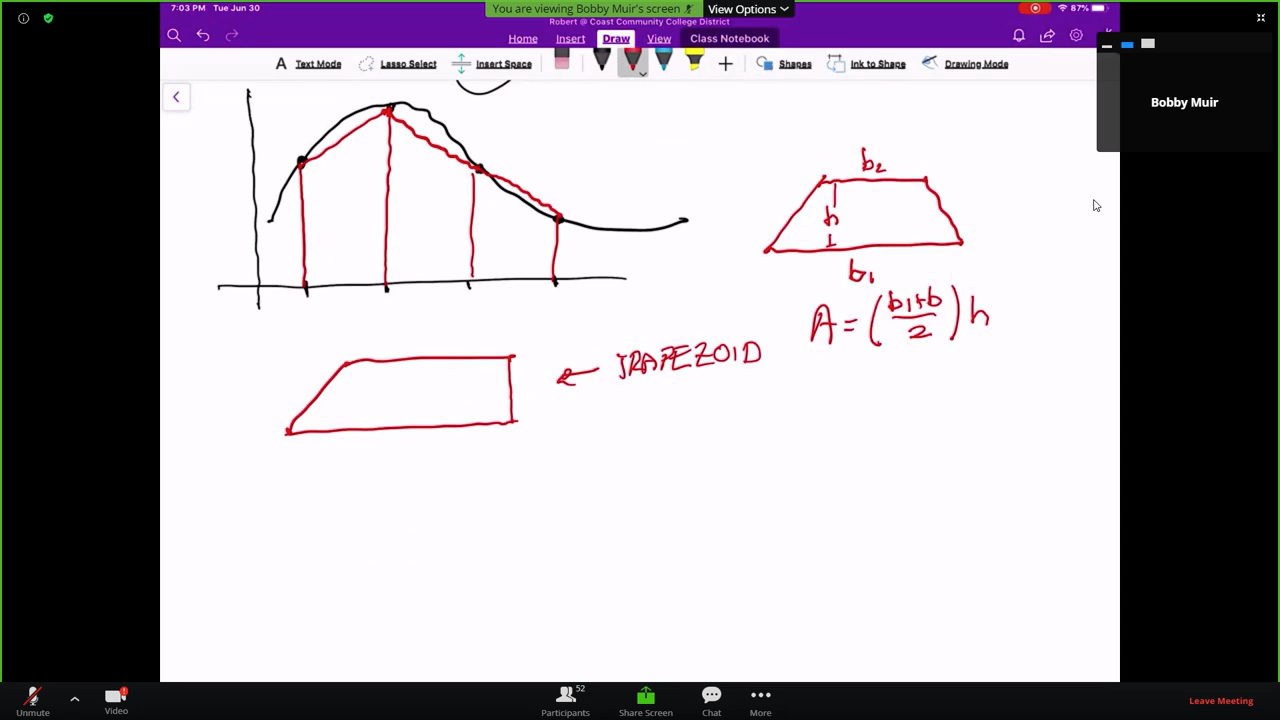 7:03 PM Tue Jun 30
You are viewing Bobby Muir's screen
View Options
87%
Robert @ Coast Community College District
Home
Insert
Draw
View
Class Notebook
Text Mode
Lasso Select
Insert Space
Shapes
Ink to Shape
Drawing Mode
Bobby Muir
b2
h
b1
A = (b1+b/2) h
← TRAPEZOID
Unmute
Video
52
Participants
Share Screen
Chat
More
Leave Meeting